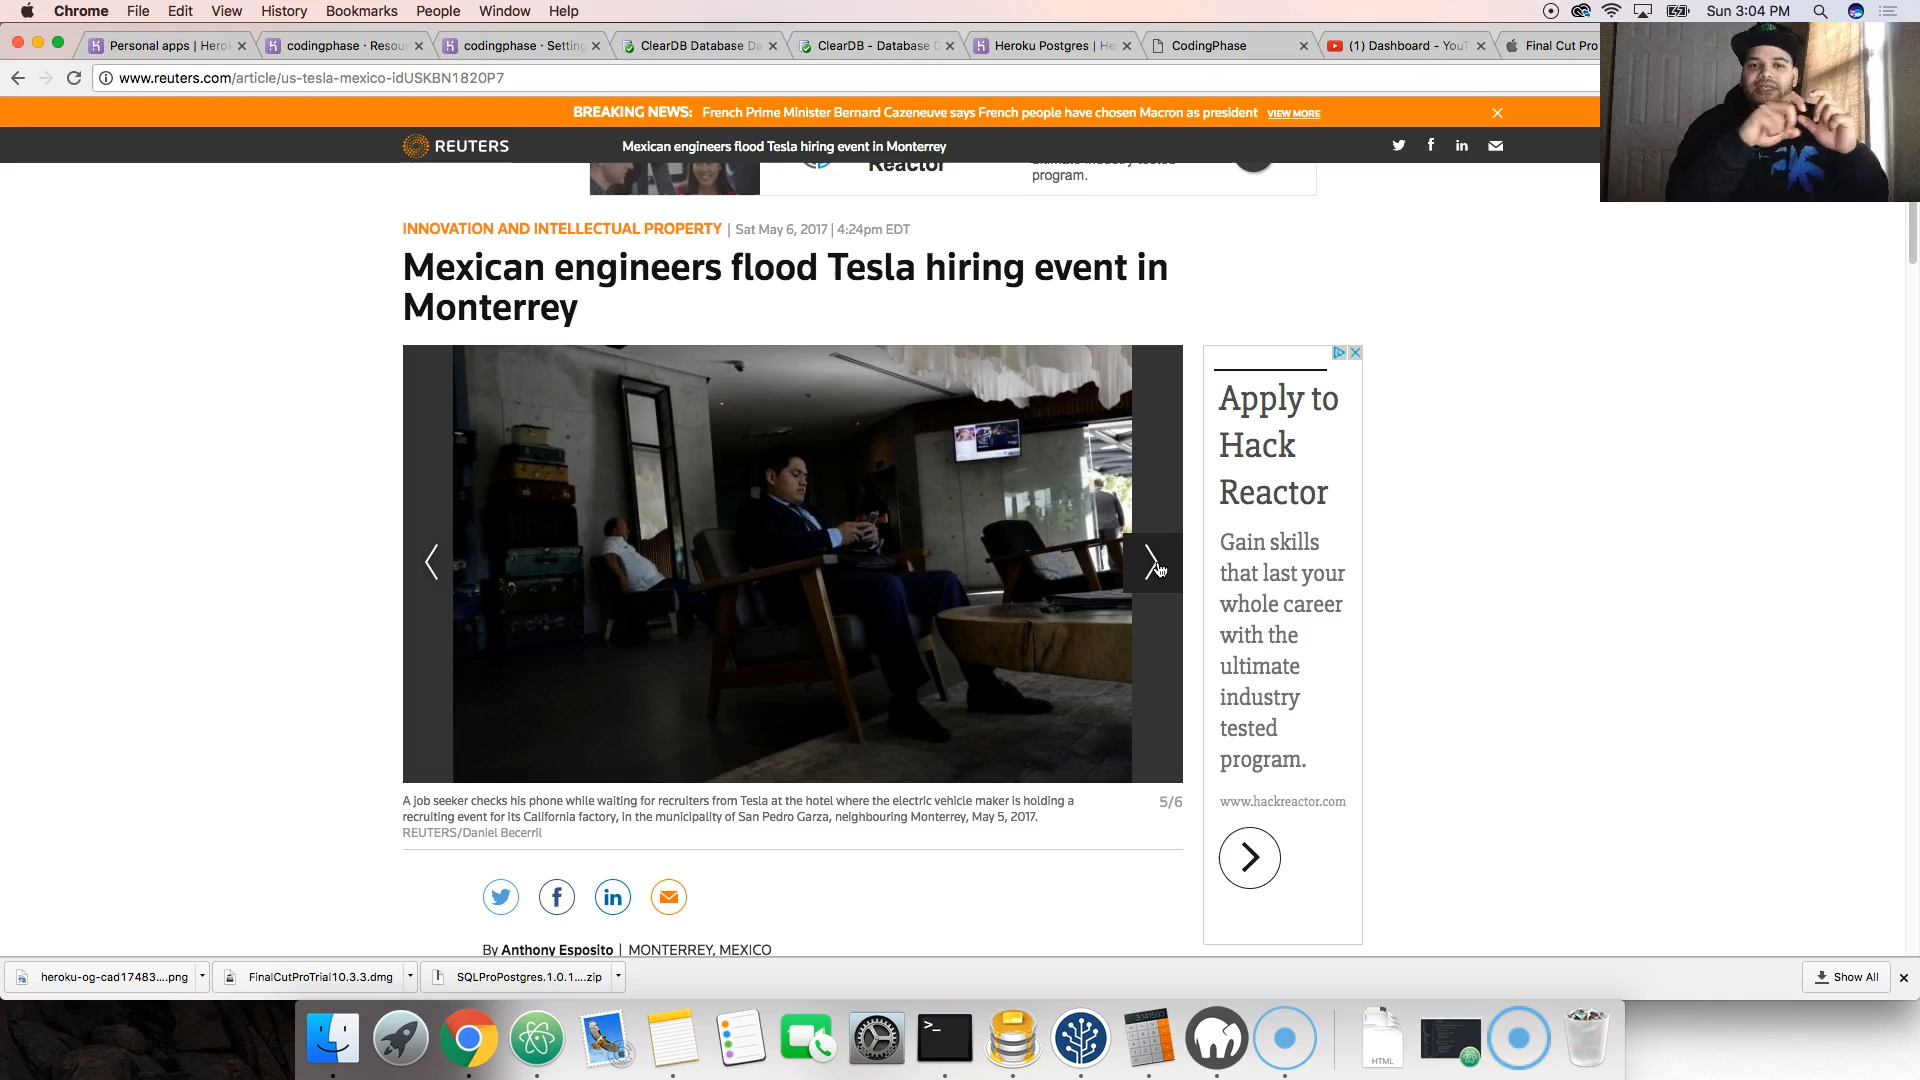 Chrome File Edit View History Bookmarks People Window Help
Sun 3:04 PM
Personal apps | Hero
codingphase · Resou
codingphase · Settin
ClearDB Database Da
ClearDB - Database D
Heroku Postgres | He
CodingPhase
(1) Dashboard - YouT
Final Cut Pro
www.reuters.com/article/us-tesla-mexico-idUSKBN1820P7
BREAKING NEWS: French Prime Minister Bernard Cazeneuve says French people have chosen Macron as president VIEW MORE
REUTERS
Mexican engineers flood Tesla hiring event in Monterrey
Reactor
ultimate industry tested
program.
INNOVATION AND INTELLECTUAL PROPERTY | Sat May 6, 2017 | 4:24pm EDT
Mexican engineers flood Tesla hiring event in
Monterrey
Apply to
Hack
Reactor
Gain skills
that last your
whole career
with the
ultimate
industry
tested
program.
www.hackreactor.com
A job seeker checks his phone while waiting for recruiters from Tesla at the hotel where the electric vehicle maker is holding a
recruiting event for its California factory, in the municipality of San Pedro Garza, neighbouring Monterrey, May 5, 2017.
REUTERS/Daniel Becerril
5/6
By Anthony Esposito | MONTERREY, MEXICO
heroku-og-cad17483....png
FinalCutProTrial10.3.3.dmg
SQLProPostgres.1.0.1....zip
Show All
HTML